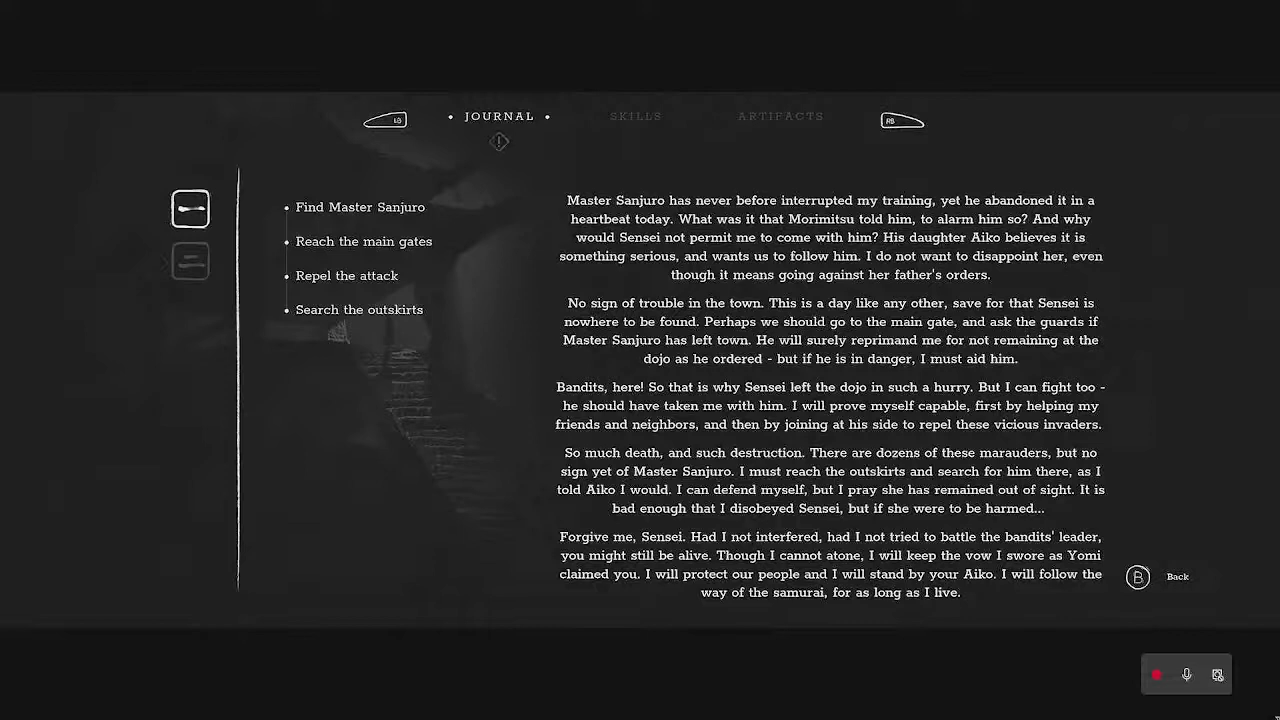 LB
• JOURNAL •
SKILLS
ARTIFACTS
RB
!
一
二
• Find Master Sanjuro
• Reach the main gates
• Repel the attack
• Search the outskirts
Master Sanjuro has never before interrupted my training, yet he abandoned it in a
heartbeat today. What was it that Morimitsu told him, to alarm him so? And why
would Sensei not permit me to come with him? His daughter Aiko believes it is
something serious, and wants us to follow him. I do not want to disappoint her, even
though it means going against her father's orders.
No sign of trouble in the town. This is a day like any other, save for that Sensei is
nowhere to be found. Perhaps we should go to the main gate, and ask the guards if
Master Sanjuro has left town. He will surely reprimand me for not remaining at the
dojo as he ordered - but if he is in danger, I must aid him.
Bandits, here! So that is why Sensei left the dojo in such a hurry. But I can fight too -
he should have taken me with him. I will prove myself capable, first by helping my
friends and neighbors, and then by joining at his side to repel these vicious invaders.
So much death, and such destruction. There are dozens of these marauders, but no
sign yet of Master Sanjuro. I must reach the outskirts and search for him there, as I
told Aiko I would. I can defend myself, but I pray she has remained out of sight. It is
bad enough that I disobeyed Sensei, but if she were to be harmed...
Forgive me, Sensei. Had I not interfered, had I not tried to battle the bandits' leader,
you might still be alive. Though I cannot atone, I will keep the vow I swore as Yomi
claimed you. I will protect our people and I will stand by your Aiko. I will follow the
way of the samurai, for as long as I live.
B Back